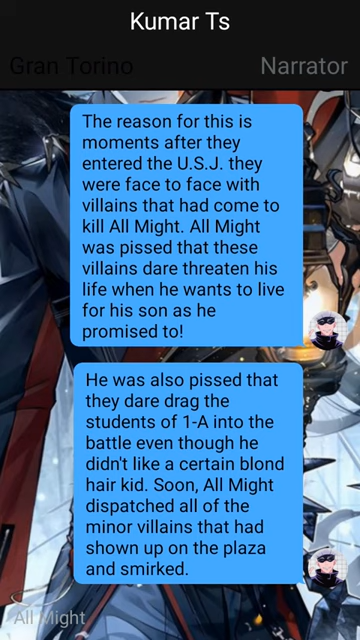 Kumar Ts
Gran Torino
Narrator
The reason for this is
moments after they
entered the U.S.J. they
were face to face with
villains that had come to
kill All Might. All Might
was pissed that these
villains dare threaten his
life when he wants to live
for his son as he
promised to!
He was also pissed that
they dare drag the
students of 1-A into the
battle even though he
didn't like a certain blond
hair kid. Soon, All Might
dispatched all of the
minor villains that had
shown up on the plaza
and smirked.
All Might